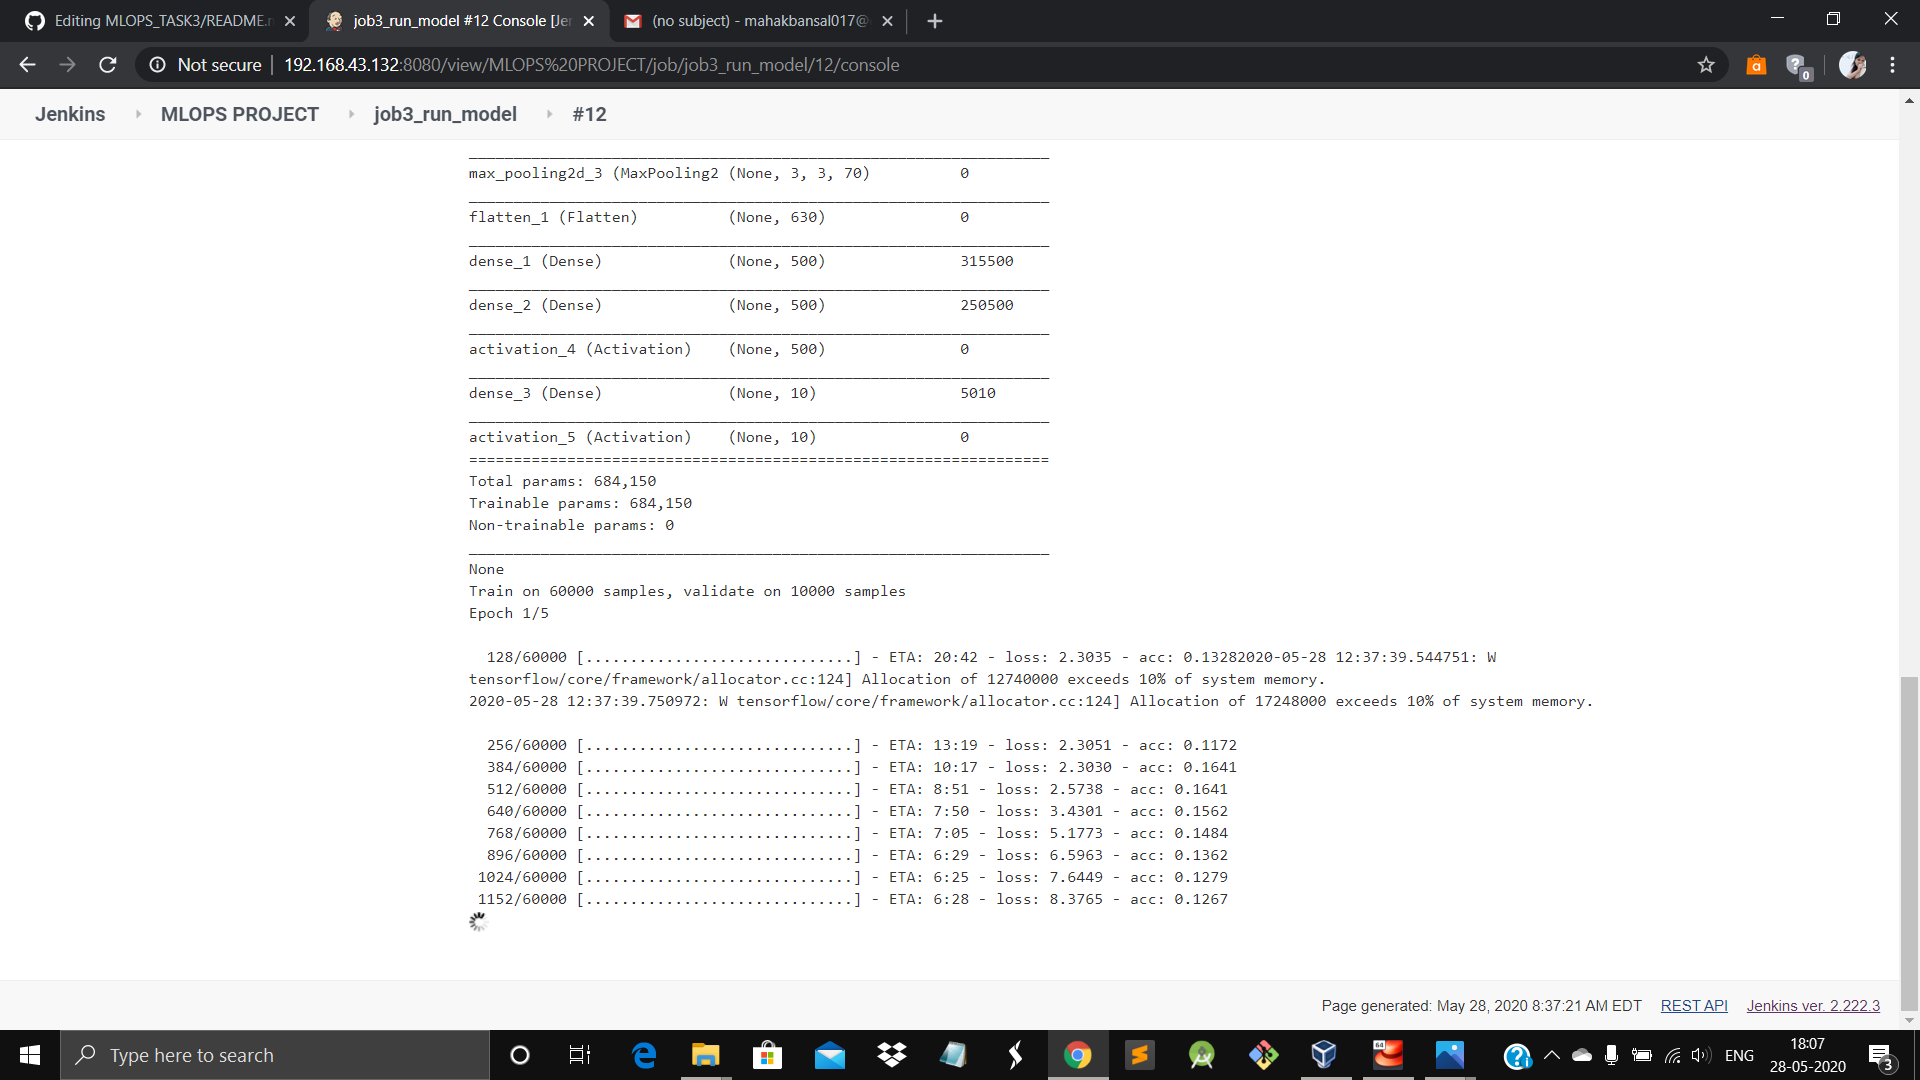 Editing MLOPS_TASK3/README.m
job3_run_model #12 Console [Jer
(no subject) - mahakbansal017@
Not secure | 192.168.43.132:8080/view/MLOPS%20PROJECT/job/job3_run_model/12/console
0
Jenkins MLOPS PROJECT job3_run_model #12
_________________________________________________________________
max_pooling2d_3 (MaxPooling2 (None, 3, 3, 70) 0
_________________________________________________________________
flatten_1 (Flatten) (None, 630) 0
_________________________________________________________________
dense_1 (Dense) (None, 500) 315500
_________________________________________________________________
dense_2 (Dense) (None, 500) 250500
_________________________________________________________________
activation_4 (Activation) (None, 500) 0
_________________________________________________________________
dense_3 (Dense) (None, 10) 5010
_________________________________________________________________
activation_5 (Activation) (None, 10) 0
=================================================================
Total params: 684,150
Trainable params: 684,150
Non-trainable params: 0
_________________________________________________________________
None
Train on 60000 samples, validate on 10000 samples
Epoch 1/5
128/60000 [..............................] - ETA: 20:42 - loss: 2.3035 - acc: 0.13282020-05-28 12:37:39.544751: W
tensorflow/core/framework/allocator.cc:124] Allocation of 12740000 exceeds 10% of system memory.
2020-05-28 12:37:39.750972: W tensorflow/core/framework/allocator.cc:124] Allocation of 17248000 exceeds 10% of system memory.
256/60000 [..............................] - ETA: 13:19 - loss: 2.3051 - acc: 0.1172
384/60000 [..............................] - ETA: 10:17 - loss: 2.3030 - acc: 0.1641
512/60000 [..............................] - ETA: 8:51 - loss: 2.5738 - acc: 0.1641
640/60000 [..............................] - ETA: 7:50 - loss: 3.4301 - acc: 0.1562
768/60000 [..............................] - ETA: 7:05 - loss: 5.1773 - acc: 0.1484
896/60000 [..............................] - ETA: 6:29 - loss: 6.5963 - acc: 0.1362
1024/60000 [..............................] - ETA: 6:25 - loss: 7.6449 - acc: 0.1279
1152/60000 [..............................] - ETA: 6:28 - loss: 8.3765 - acc: 0.1267
Page generated: May 28, 2020 8:37:21 AM EDT REST API Jenkins ver. 2.222.3
Type here to search
64
ENG
18:07
28-05-2020
3